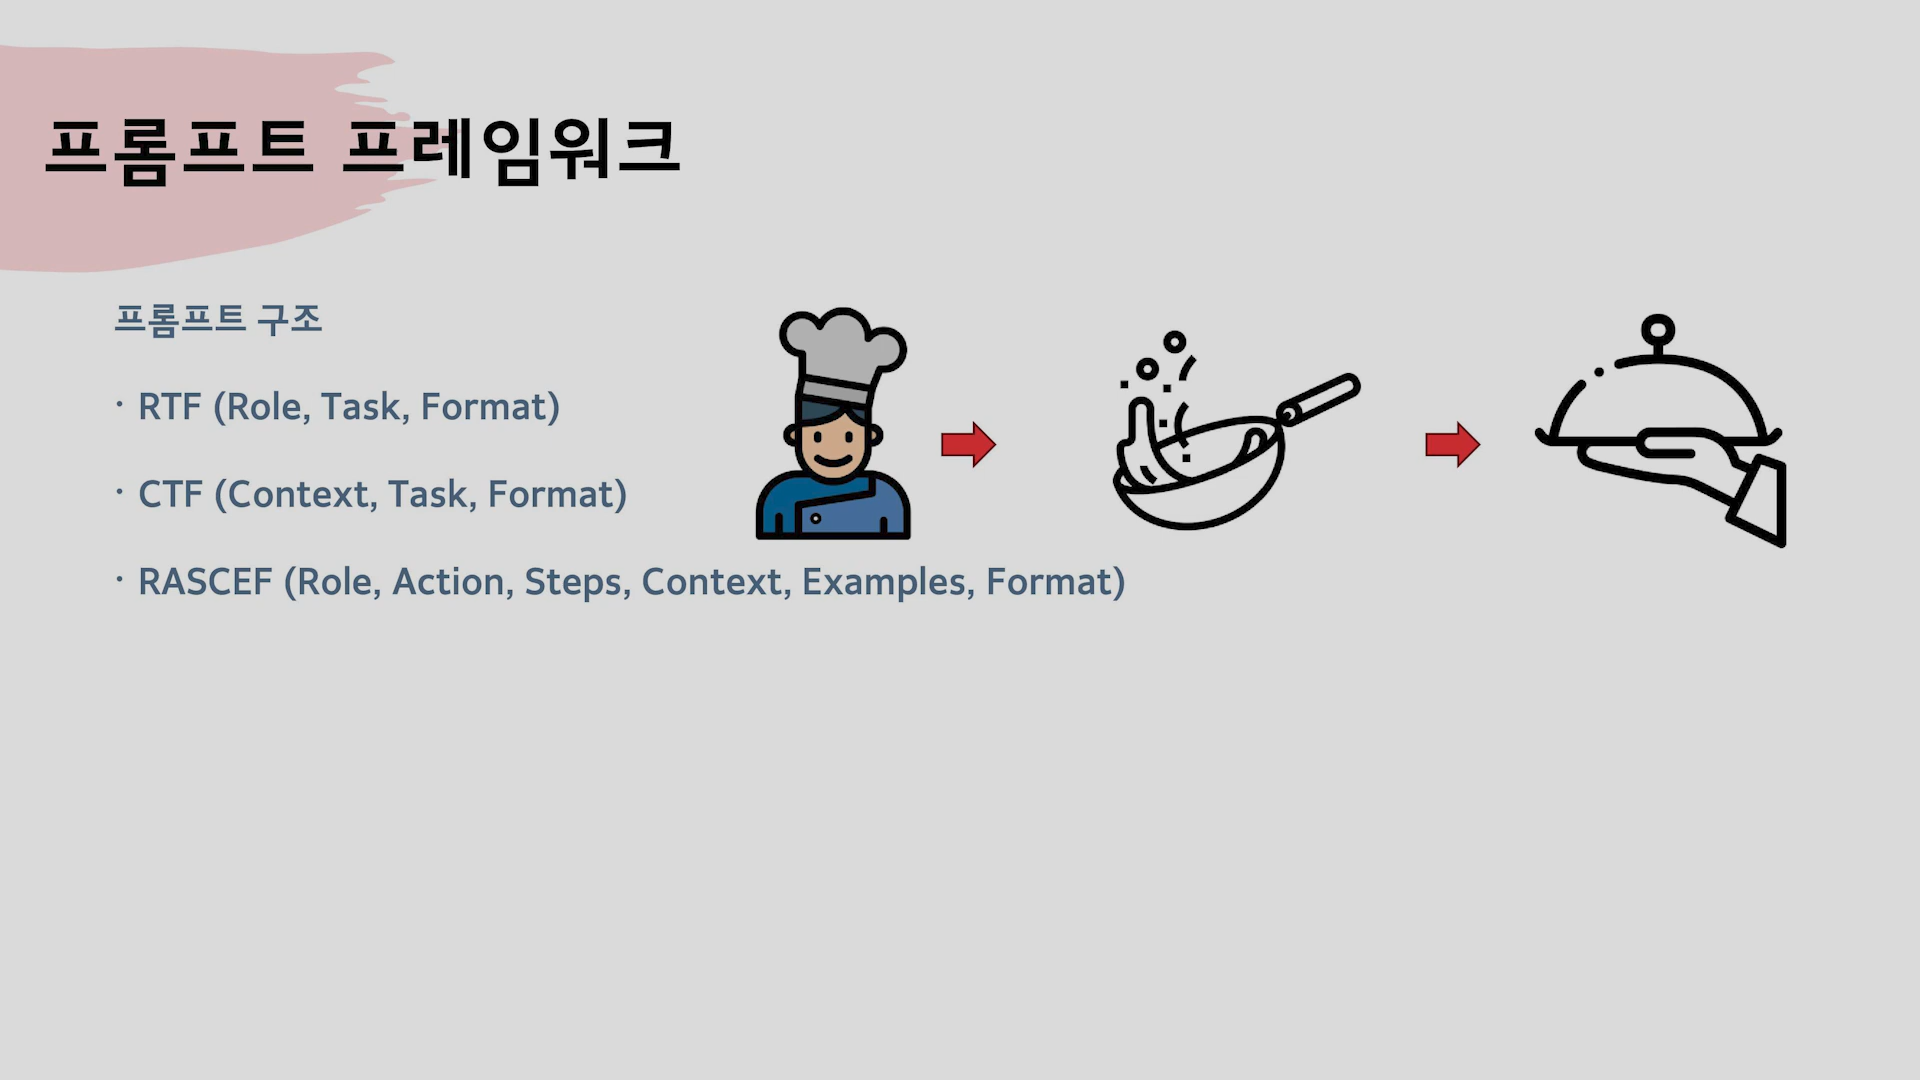 프롬프트 프레임워크
프롬프트 구조
· RTF (Role, Task, Format)
· CTF (Context, Task, Format)
· RASCEF (Role, Action, Steps, Context, Examples, Format)